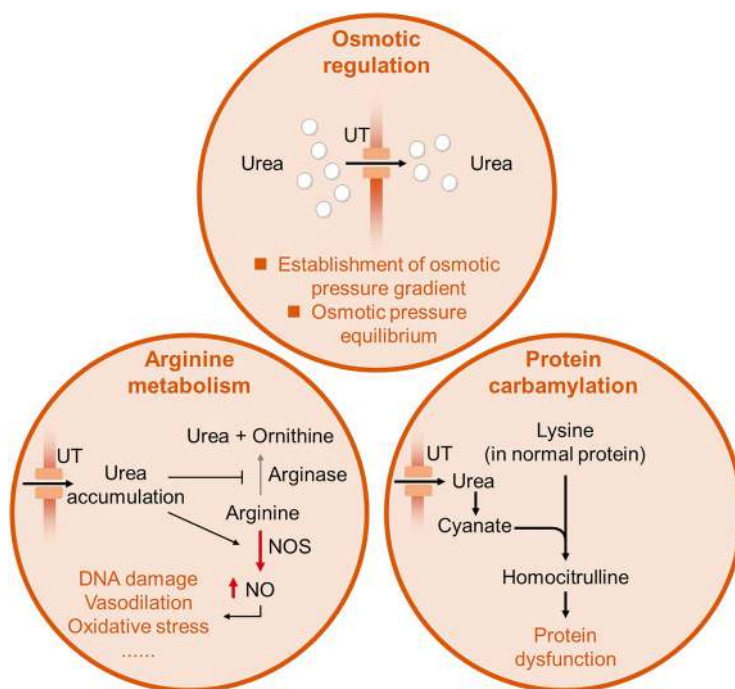 Osmotic
regulation
UT
Urea
Urea
Establishment of osmotic
pressure gradient
Osmotic pressure
equilibrium
Arginine
metabolism
UT
Urea + Ornithine
Urea
accumulation
Arginase
Arginine
NOS
NO
DNA damage
Vasodilation
Oxidative stress
......
Protein
carbamylation
UT
Lysine
(in normal protein)
Urea
Cyanate
Homocitrulline
Protein
dysfunction